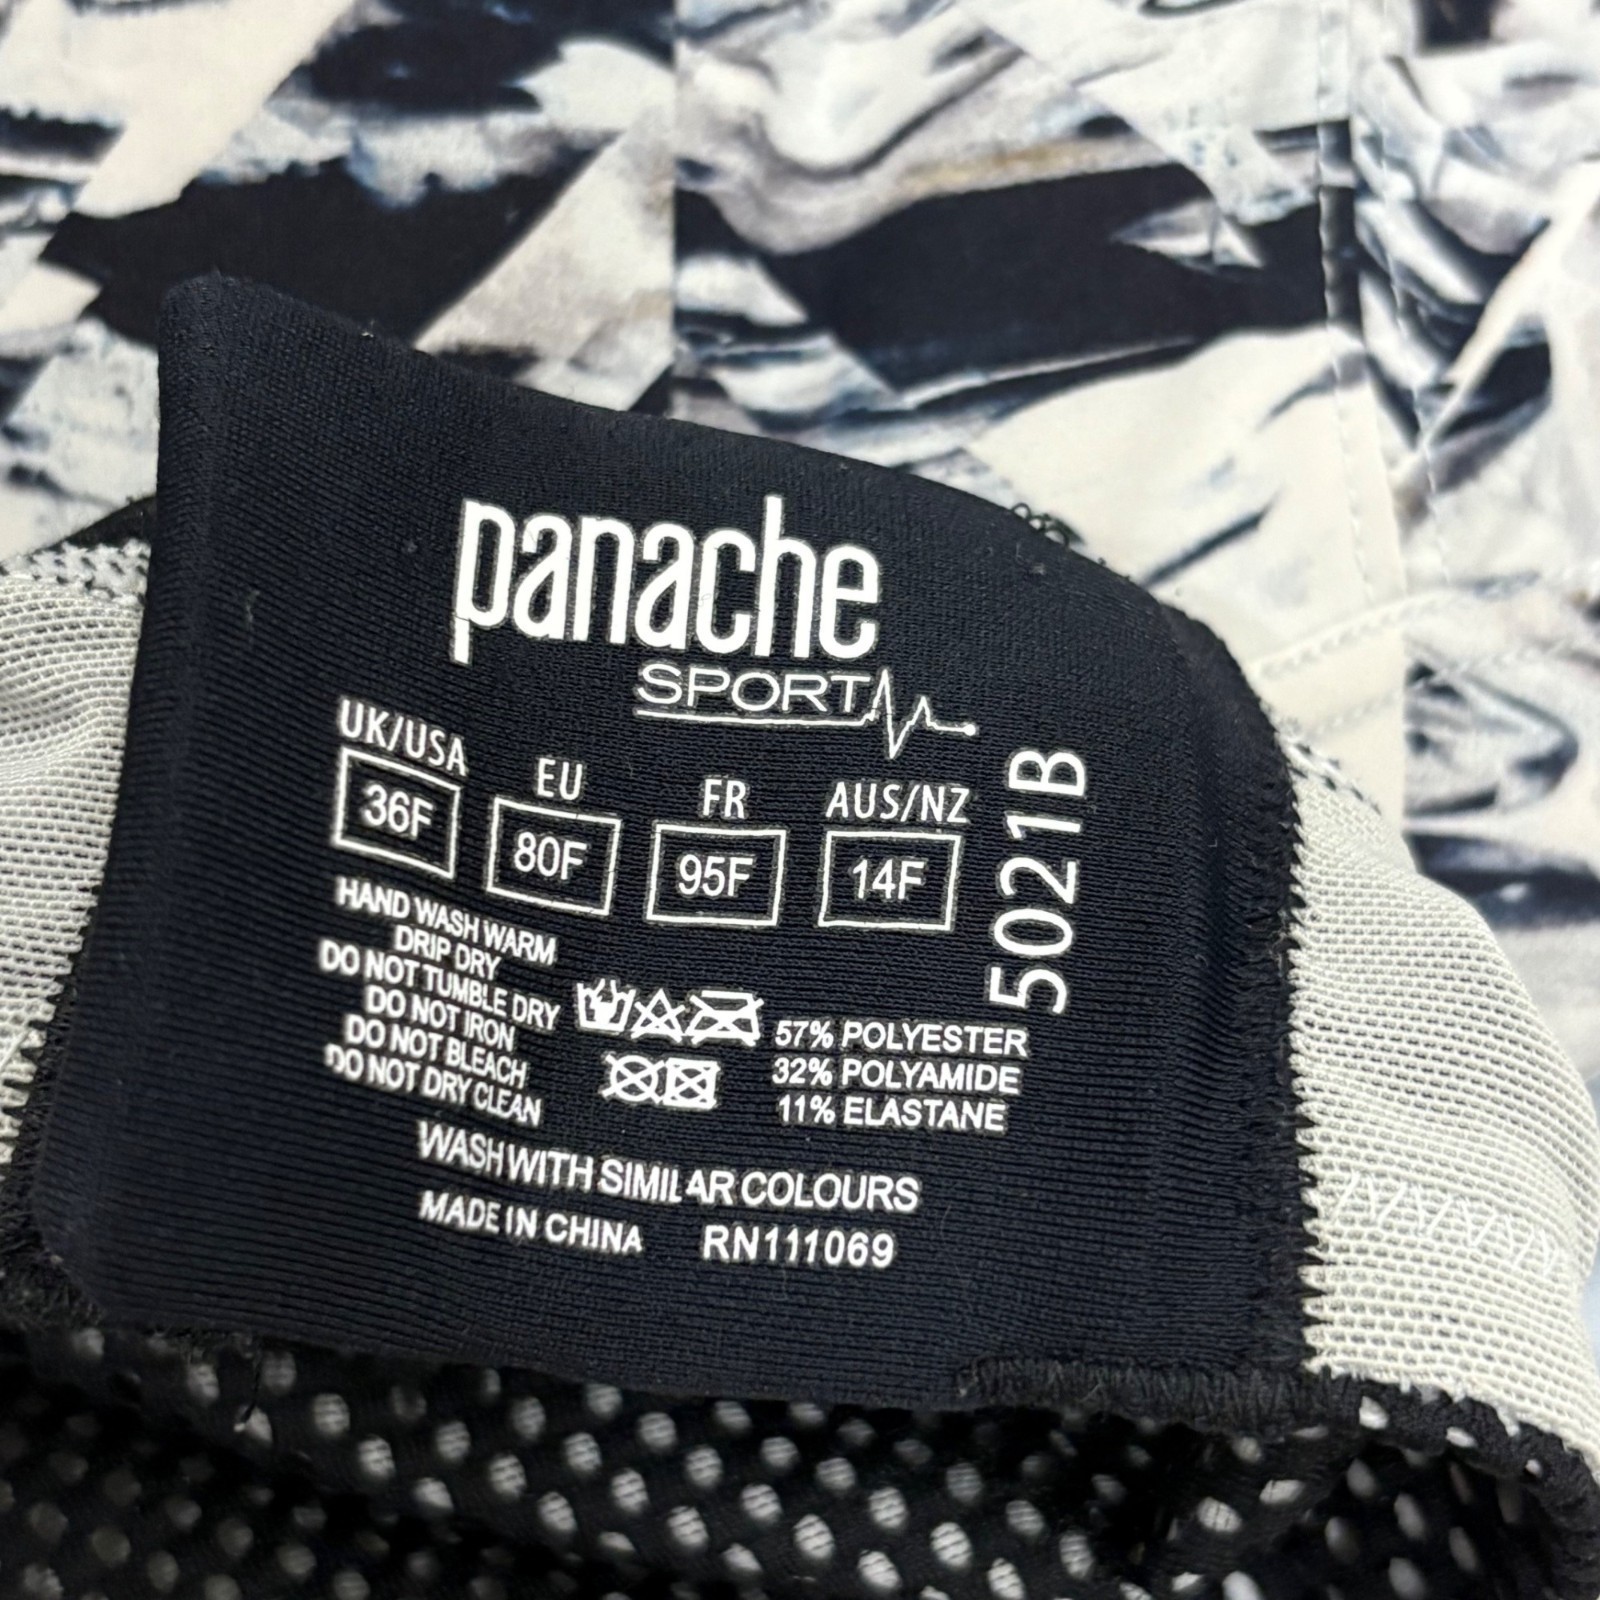 panache
SPORT
UK/USA
36F
EU
80F
FR
95F
AUS/NZ
14F
5021B
HAND WASH WARM
DRIP DRY
DO NOT TUMBLE DRY
DO NOT IRON
DO NOT BLEACH
DO NOT DRY CLEAN
57% POLYESTER
32% POLYAMIDE
11% ELASTANE
WASH WITH SIMILAR COLOURS
MADE IN CHINA RN111069